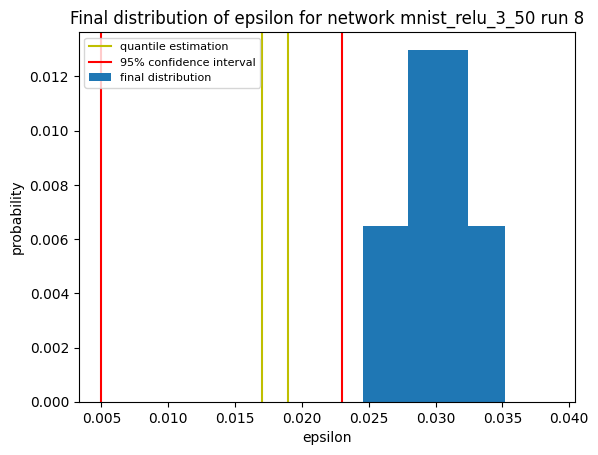 Final distribution of epsilon for network mnist_relu_3_50 run 8
quantile estimation
95% confidence interval
final distribution
0.012
0.010
0.008
0.006
0.004
0.002
0.000
probability
0.005 0.010 0.015 0.020 0.025 0.030 0.035 0.040
epsilon